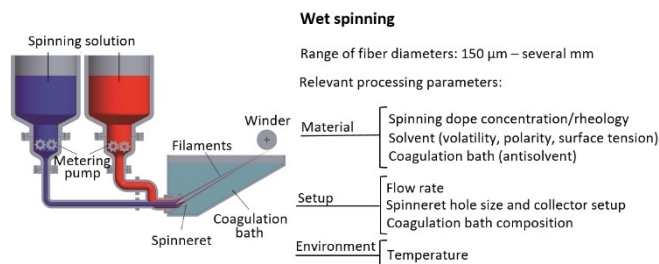 Wet spinning
Spinning solution
Range of fiber diameters: 150 µm – several mm
Relevant processing parameters:
Winder
Filaments
Metering
pump
Coagulation
bath
Spinneret
Material
Spinning dope concentration/rheology
Solvent (volatility, polarity, surface tension)
Coagulation bath (antisolvent)
Setup
Flow rate
Spinneret hole size and collector setup
Coagulation bath composition
Environment
Temperature